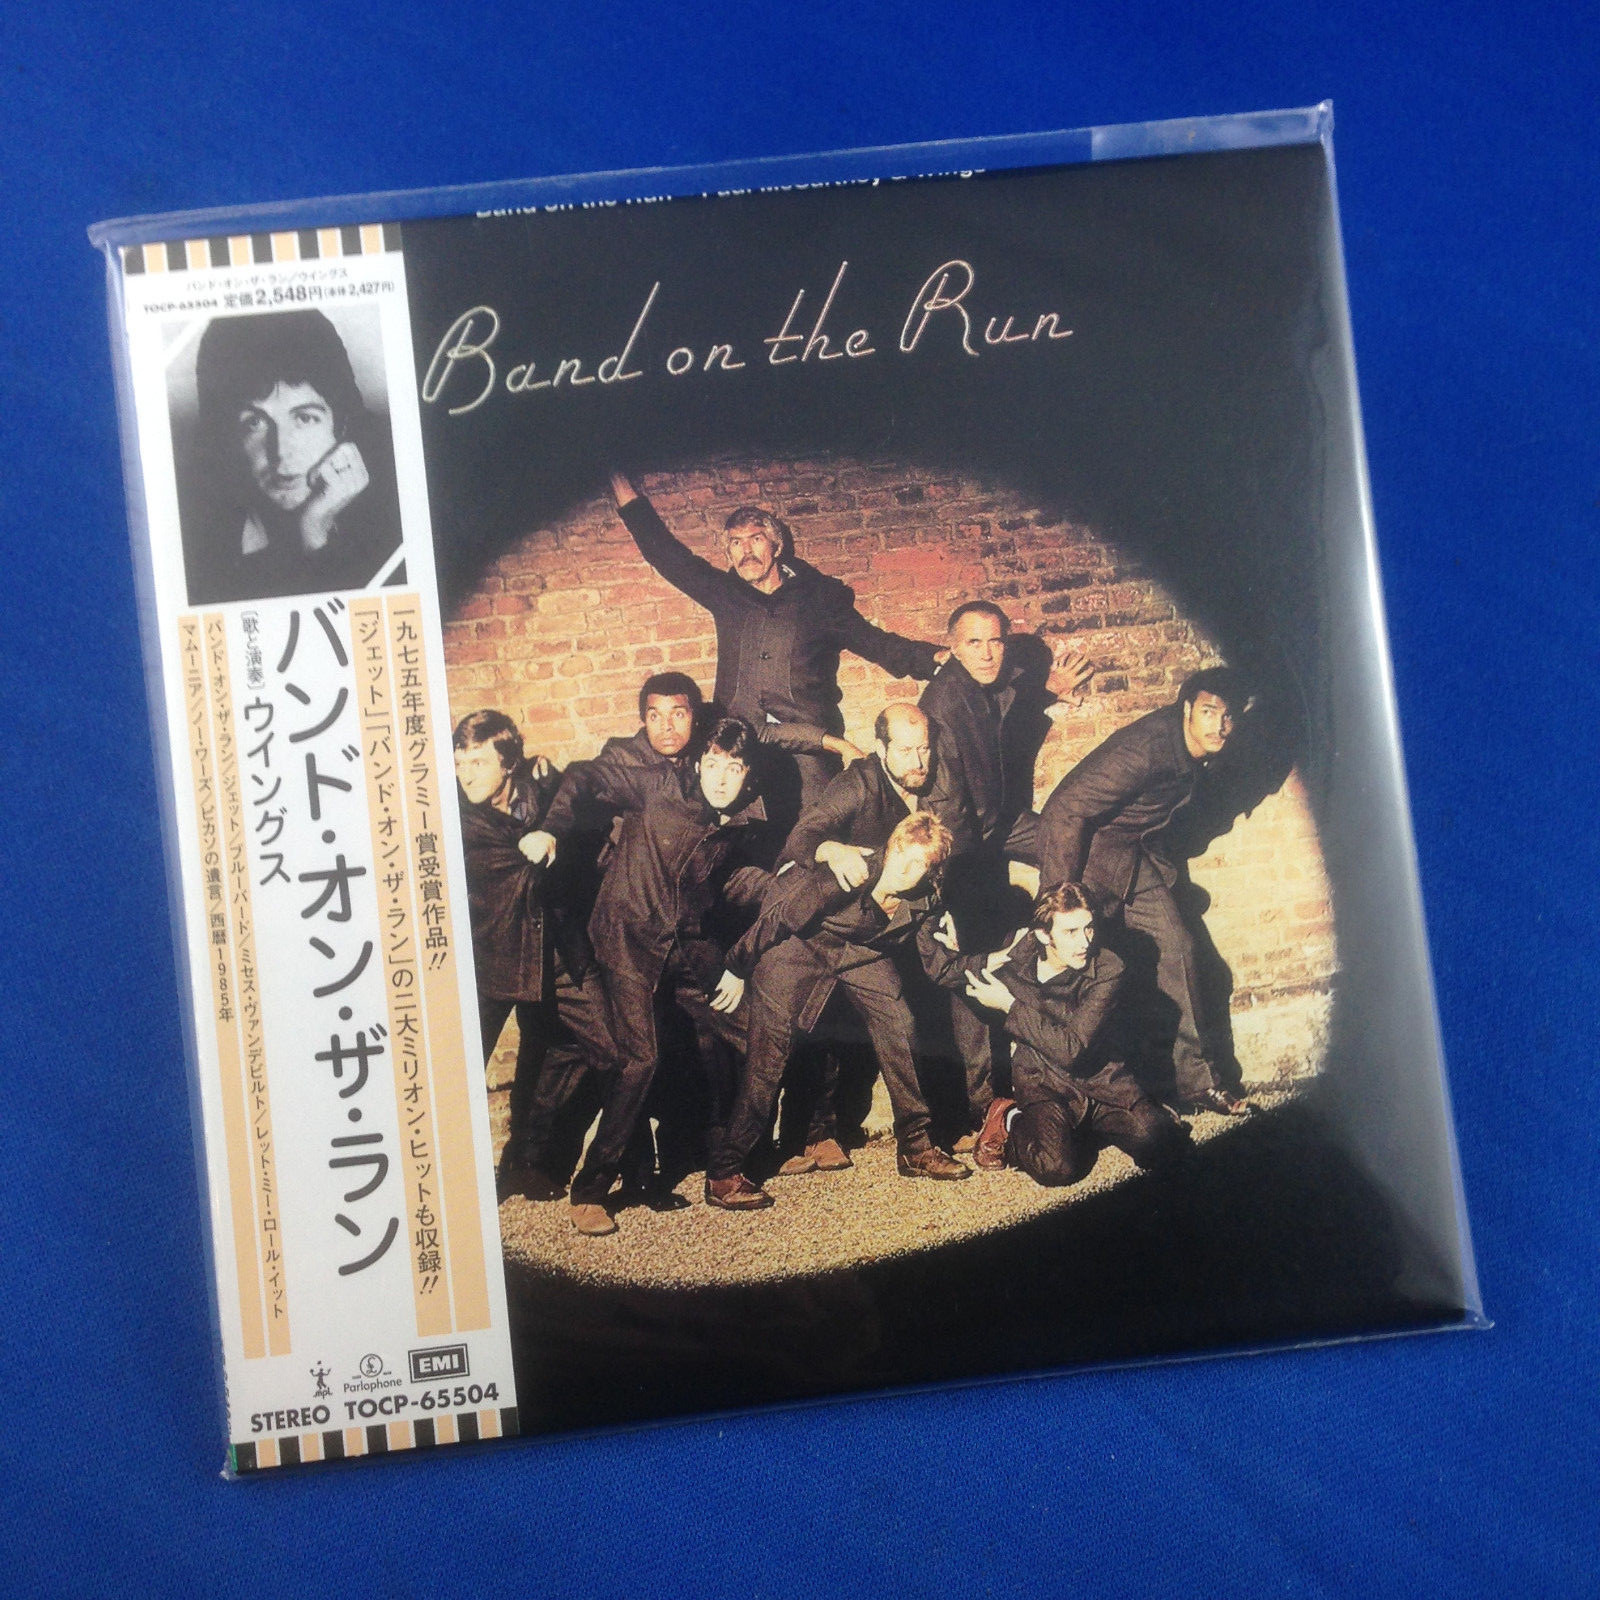 Band on the Run Paul McCartney & Wings
Band on the Run
バンド・オン・ザ・ラン/ウイングス
TOCP-65504 定価2,548円(本体2,427円)
一九七五年度グラミー賞受賞作品!!
「ジェット」「バンド・オン・ザ・ラン」の二大ミリオン・ヒットも収録!!
バンド・オン・ザ・ラン
[歌と演奏]ウイングス
バンド・オン・ザ・ラン/ジェット/ブルーバード/ミセス・ヴァンデビルト/レット・ミー・ロール・イット
マムーニア/ノー・ワーズ/ピカソの遺言/西暦1985年
mpl
£
Parlophone
EMI
STEREO TOCP-65504